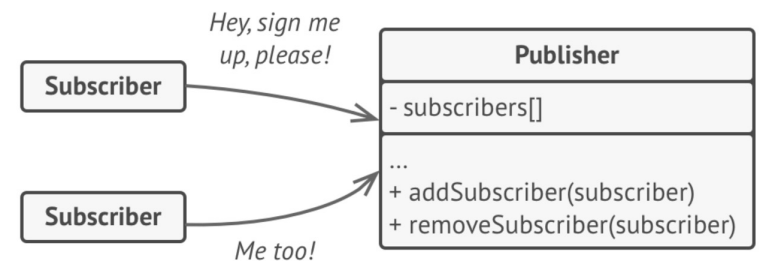 Hey, sign me
up, please!
Subscriber
Publisher
- subscribers[]
...
+ addSubscriber(subscriber)
+ removeSubscriber(subscriber)
Subscriber
Me too!